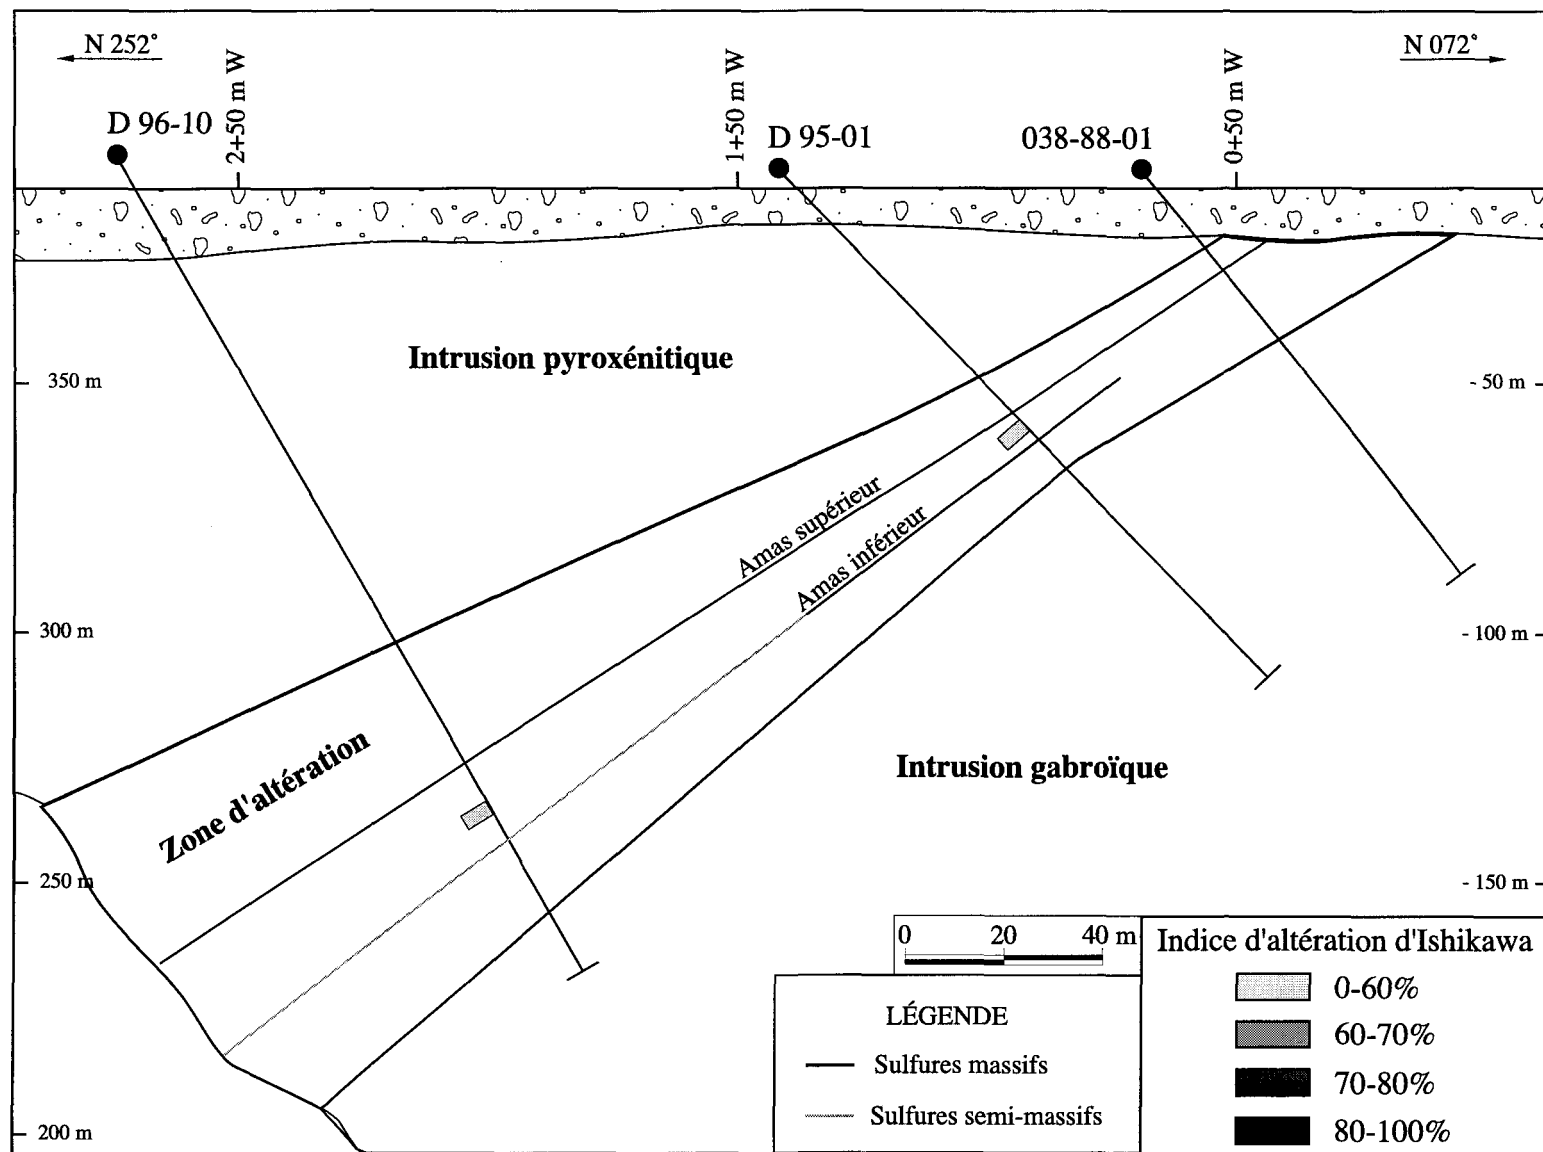 N 252°
N 072°
2+50 m W
1+50 m W
0+50 m W
D 96-10
D 95-01
038-88-01
Intrusion pyroxénitique
350 m
- 50 m
Amas supérieur
Amas inférieur
300 m
- 100 m
Zone d'altération
Intrusion gabroïque
250 m
- 150 m
0 20 40 m
Indice d'altération d'Ishikawa
0-60%
60-70%
70-80%
80-100%
LÉGENDE
Sulfures massifs
Sulfures semi-massifs
200 m